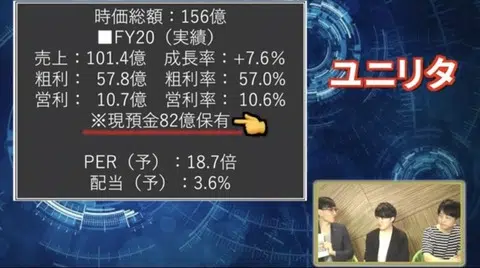 時価総額：156億
■FY20（実績）
売上：101.4億 成長率：+7.6%
粗利： 57.8億 粗利率：57.0%
営利： 10.7億 営利率：10.6%
※現預金82億保有
PER（予）：18.7倍
配当（予）：3.6%
ユニリタ